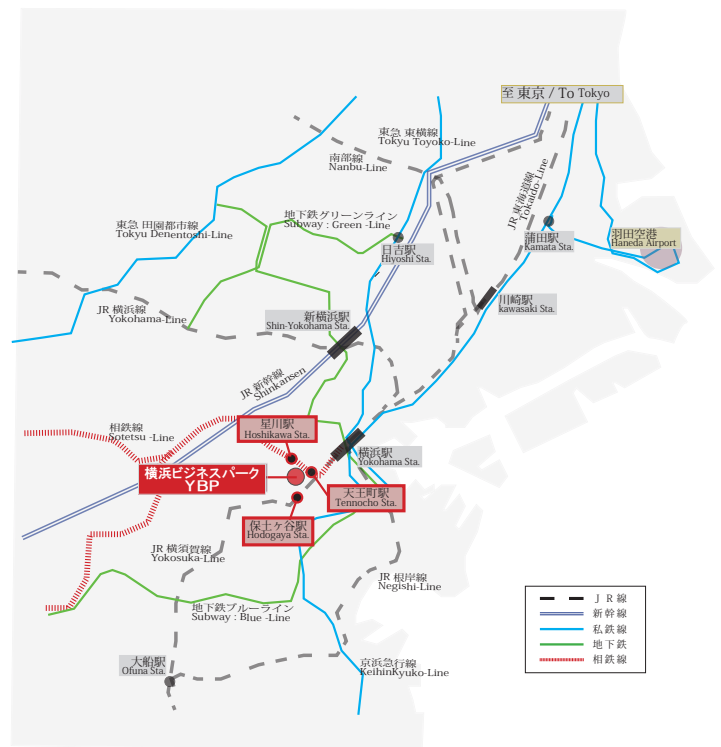 至 東京 / To Tokyo
東急 東横線
Tokyu Toyoko-Line
南部線
Nanbu-Line
JR 東海道線
Tokaido-Line
地下鉄グリーンライン
Subway : Green -Line
東急 田園都市線
Tokyu Denentoshi-Line
日吉駅
Hiyoshi Sta.
蒲田駅
Kamata Sta.
羽田空港
Haneda Airport
川崎駅
kawasaki Sta.
JR 横浜線
Yokohama-Line
新横浜駅
Shin-Yokohama Sta.
JR 新幹線
Shinkansen
相鉄線
Sotetsu -Line
星川駅
Hoshikawa Sta.
横浜駅
Yokohama Sta.
横浜ビジネスパーク
YBP
天王町駅
Tennocho Sta.
保土ヶ谷駅
Hodogaya Sta.
JR 横須賀線
Yokosuka-Line
JR 根岸線
Negishi-Line
地下鉄ブルーライン
Subway : Blue -Line
大船駅
Ofuna Sta.
京浜急行線
KeihinKyuko-Line
JR線
新幹線
私鉄線
地下鉄
相鉄線